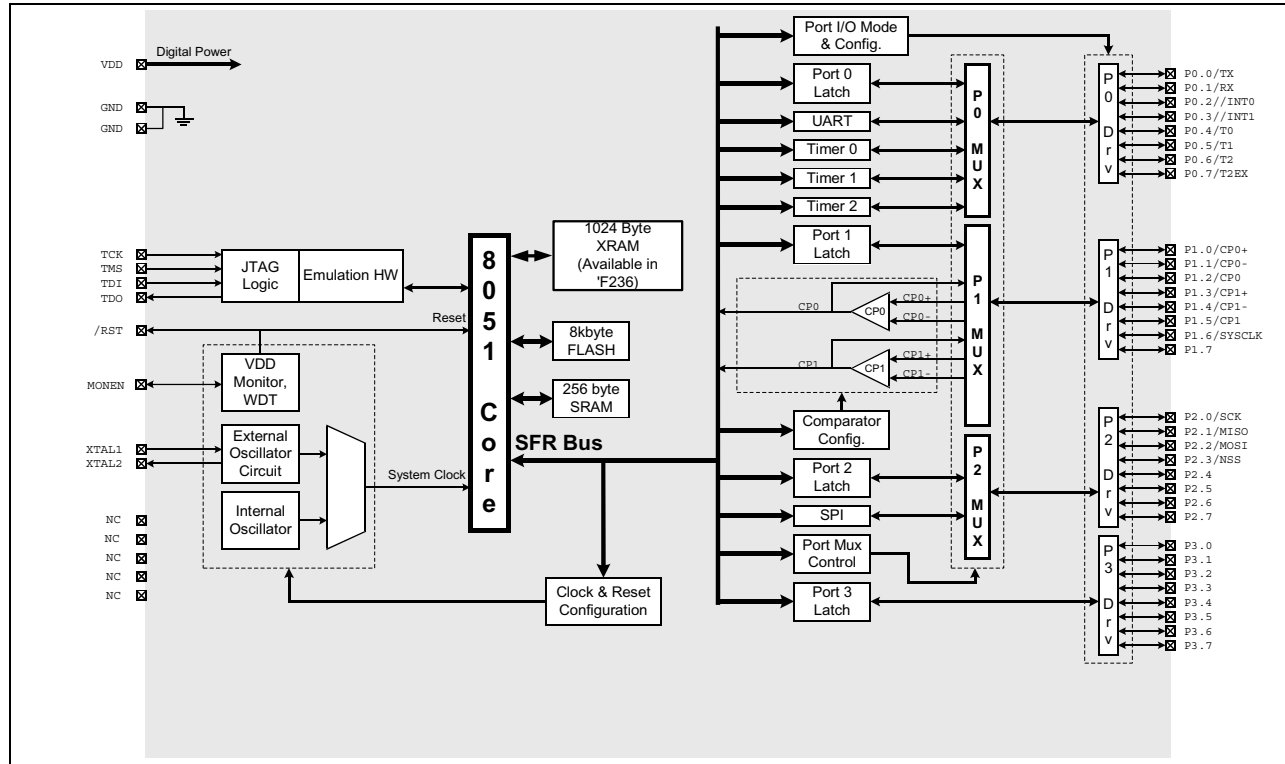 Digital Power
VDD
GND
GND
TCK
TMS
TDI
TDO
/RST
MONEN
XTAL1
XTAL2
NC
NC
NC
NC
NC
JTAG
Logic
Emulation HW
Reset
VDD
Monitor,
WDT
External
Oscillator
Circuit
Internal
Oscillator
System Clock
8
0
5
1
C
o
r
e
1024 Byte
XRAM
(Available in
'F236)
8kbyte
FLASH
256 byte
SRAM
SFR Bus
Clock & Reset
Configuration
Port I/O Mode
& Config.
Port 0
Latch
UART
Timer 0
Timer 1
Timer 2
Port 1
Latch
CP0
CP0
CP0+
CP0-
CP1
CP1
CP1+
CP1-
Comparator
Config.
Port 2
Latch
SPI
Port Mux
Control
Port 3
Latch
P
0
M
U
X
P
1
M
U
X
P
2
M
U
X
P
0
D
r
v
P
1
D
r
v
P
2
D
r
v
P
3
D
r
v
P0.0/TX
P0.1/RX
P0.2//INT0
P0.3//INT1
P0.4/T0
P0.5/T1
P0.6/T2
P0.7/T2EX
P1.0/CP0+
P1.1/CP0-
P1.2/CP0
P1.3/CP1+
P1.4/CP1-
P1.5/CP1
P1.6/SYSCLK
P1.7
P2.0/SCK
P2.1/MISO
P2.2/MOSI
P2.3/NSS
P2.4
P2.5
P2.6
P2.7
P3.0
P3.1
P3.2
P3.3
P3.4
P3.5
P3.6
P3.7